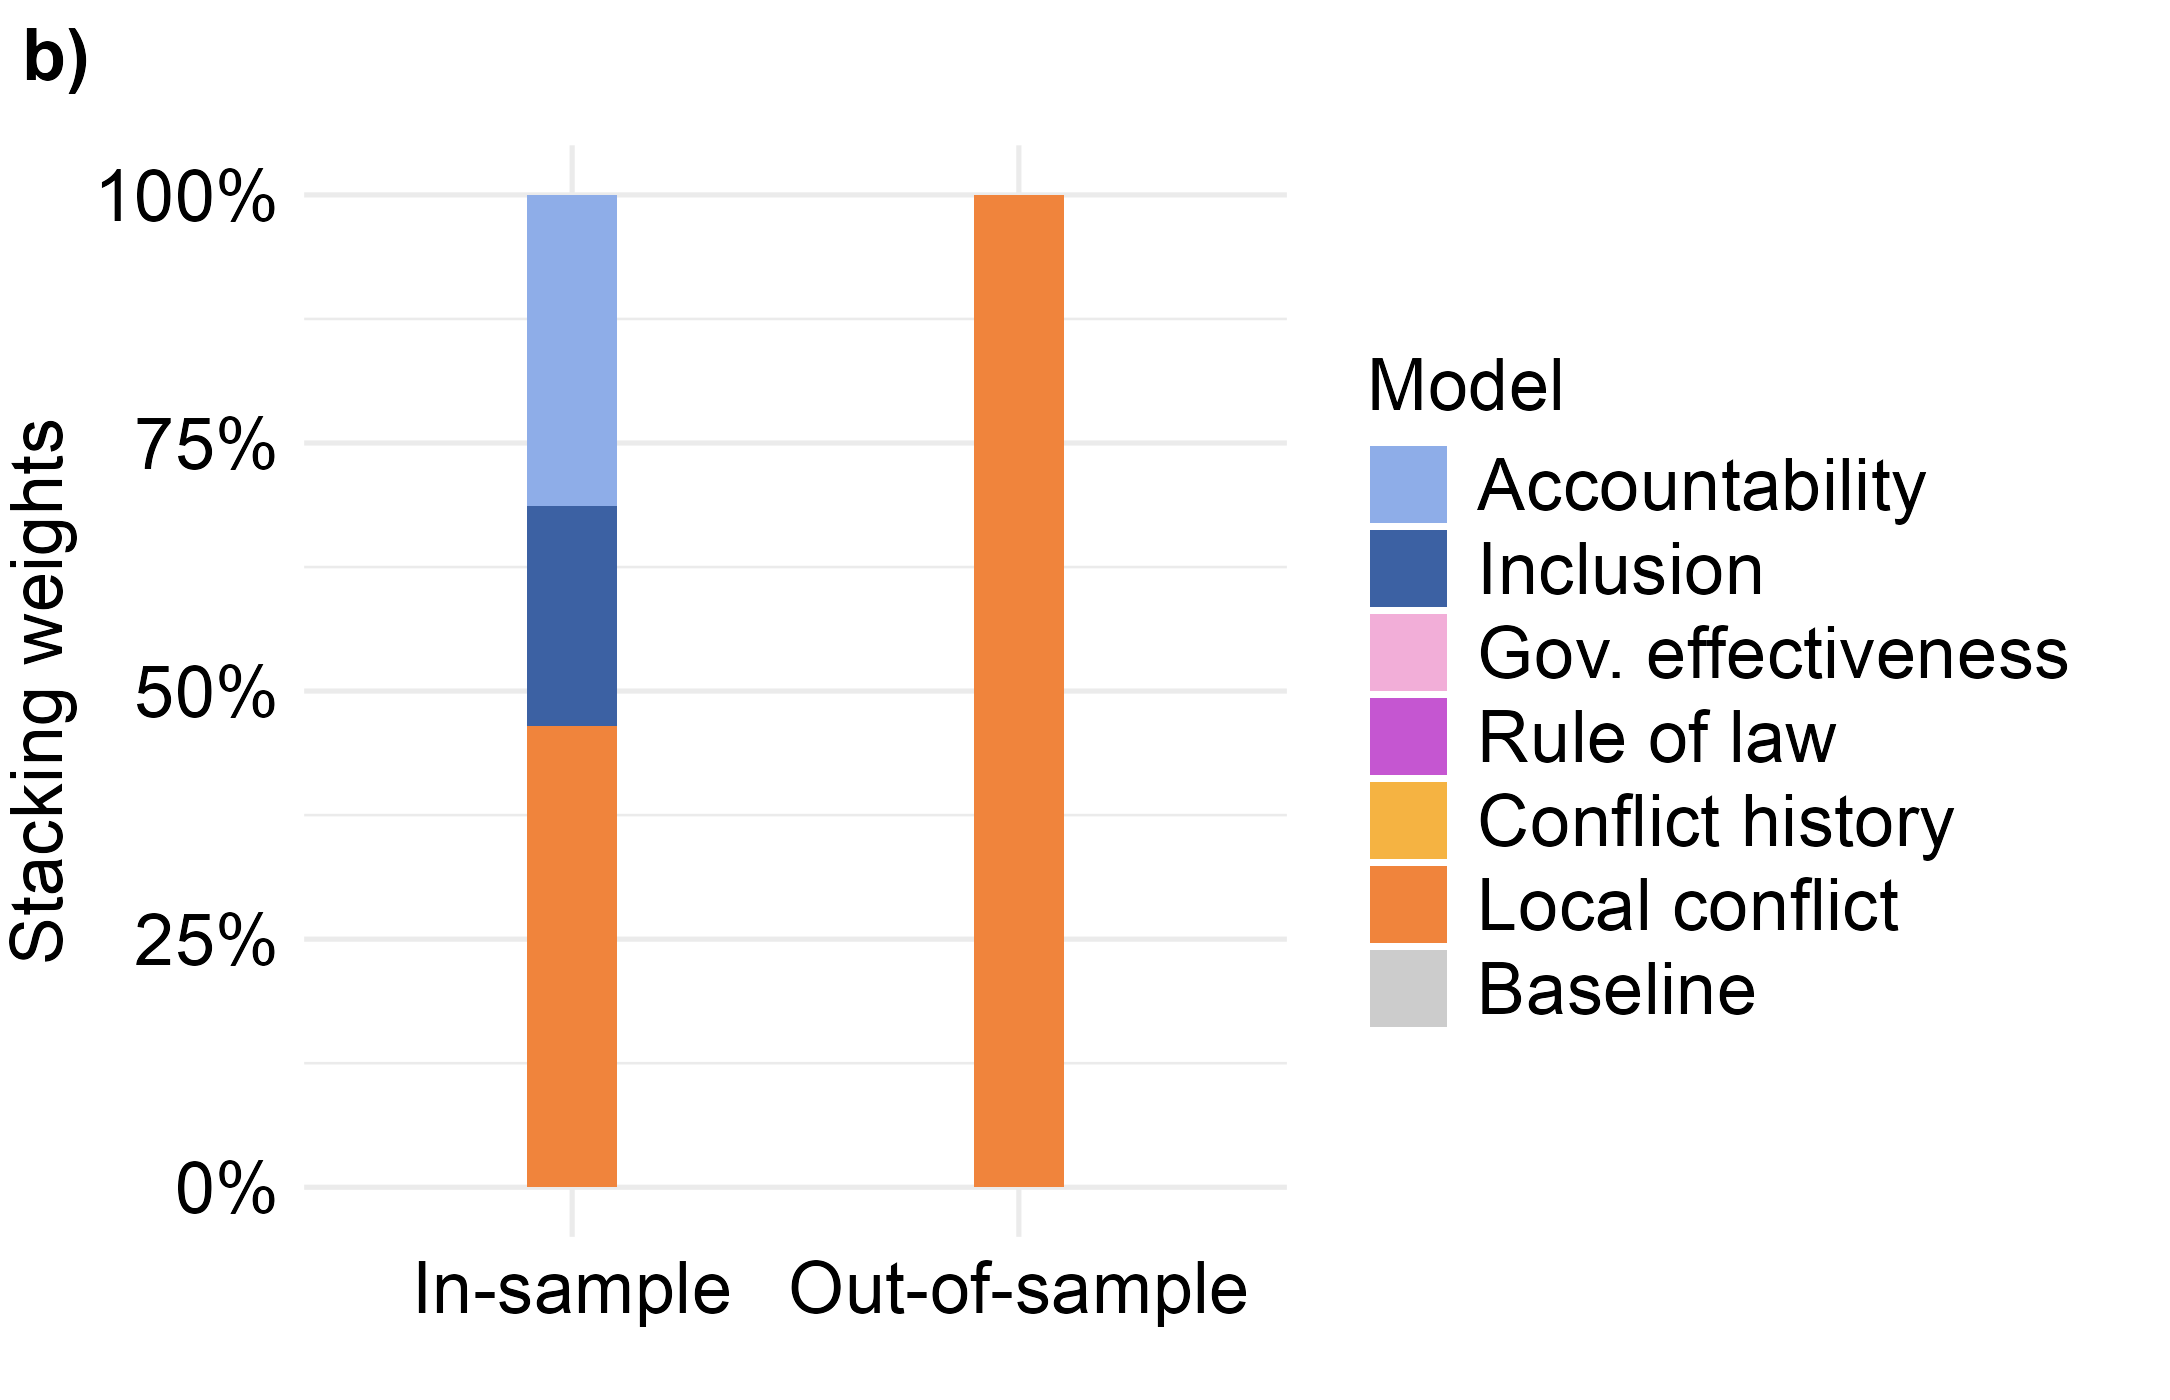 b)
Stacking weights
100%
75%
50%
25%
0%
In-sample
Out-of-sample
Model
Accountability
Inclusion
Gov. effectiveness
Rule of law
Conflict history
Local conflict
Baseline